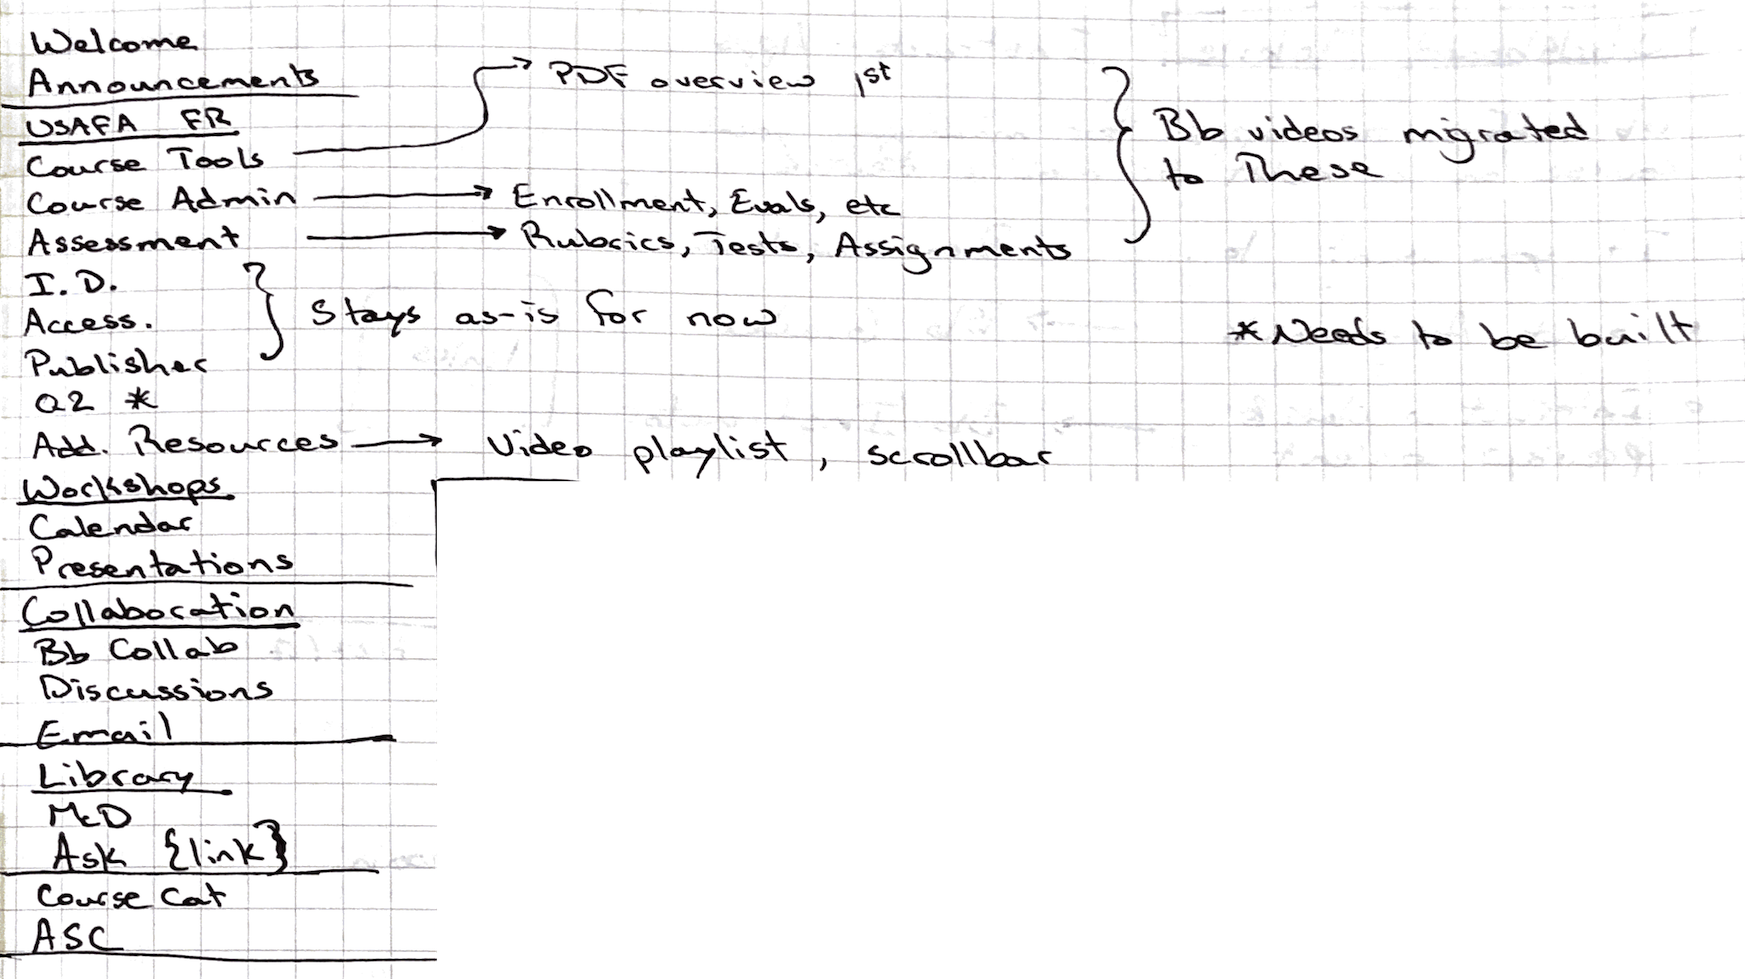 Welcome
Announcements
USAFA FR
Course Tools → PDF overview 1st
Course Admin → Enrollment, Evals, etc
Assessment → Rubrics, Tests, Assignments
} Bb videos migrated
to These
I.D.
Access.
Publisher
} Stays as-is for now
*Needs to be built
Q2 *
Add. Resources → Video playlist, scrollbar
Workshops
Calendar
Presentations
Collaboration
Bb Collab
Discussions
Email
Library
McD
Ask {link}
Course Cat
ASC